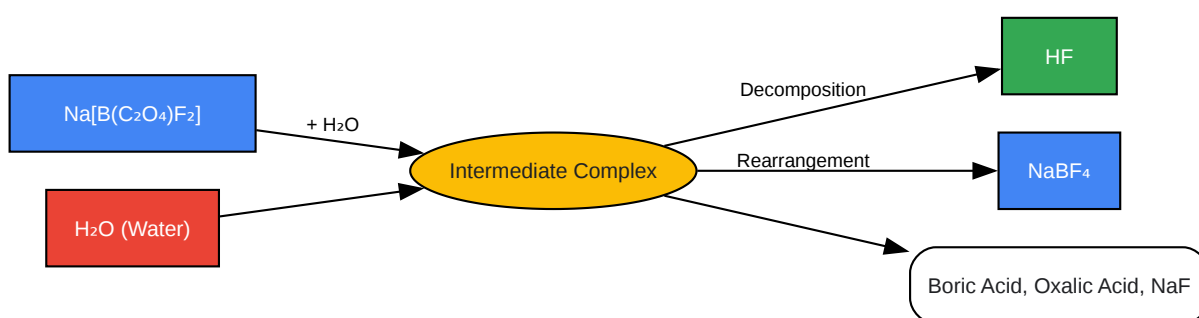 Na[B(C₂O₄)F₂]
+ H₂O
H₂O (Water)
Intermediate Complex
Decomposition
HF
Rearrangement
NaBF₄
Boric Acid, Oxalic Acid, NaF